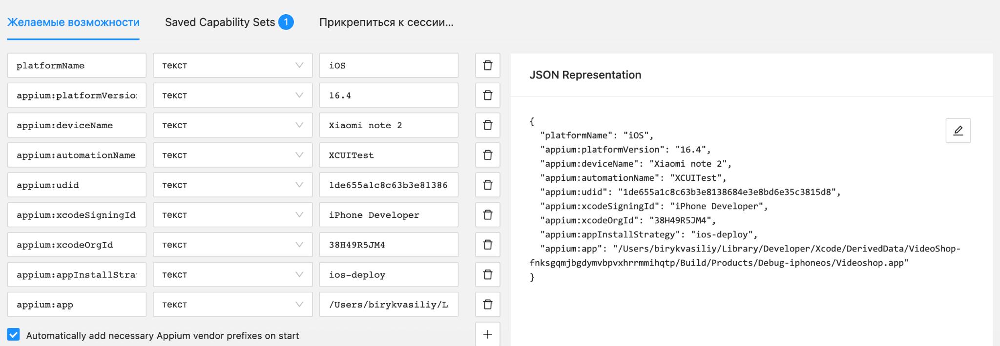 Желаемые возможности
Saved Capability Sets 1
Прикрепиться к сессии...
platformName текст iOS
appium:platformVersion текст 16.4
appium:deviceName текст Xiaomi note 2
appium:automationName текст XCUITest
appium:udid текст 1de655a1c8c63b3e81386
appium:xcodeSigningId текст iPhone Developer
appium:xcodeOrgId текст 38H49R5JM4
appium:appInstallStra текст ios-deploy
appium:app текст /Users/birykvasiliy/L
Automatically add necessary Appium vendor prefixes on start
JSON Representation
{
"platformName": "iOS",
"appium:platformVersion": "16.4",
"appium:deviceName": "Xiaomi note 2",
"appium:automationName": "XCUITest",
"appium:udid": "1de655a1c8c63b3e8138684e3e8bd6e35c3815d8",
"appium:xcodeSigningId": "iPhone Developer",
"appium:xcodeOrgId": "38H49R5JM4",
"appium:appInstallStrategy": "ios-deploy",
"appium:app": "/Users/birykvasiliy/Library/Developer/Xcode/DerivedData/VideoShop-
fnksgqmjbgdymvbpvxhrrmmihqtp/Build/Products/Debug-iphoneos/Videoshop.app"
}